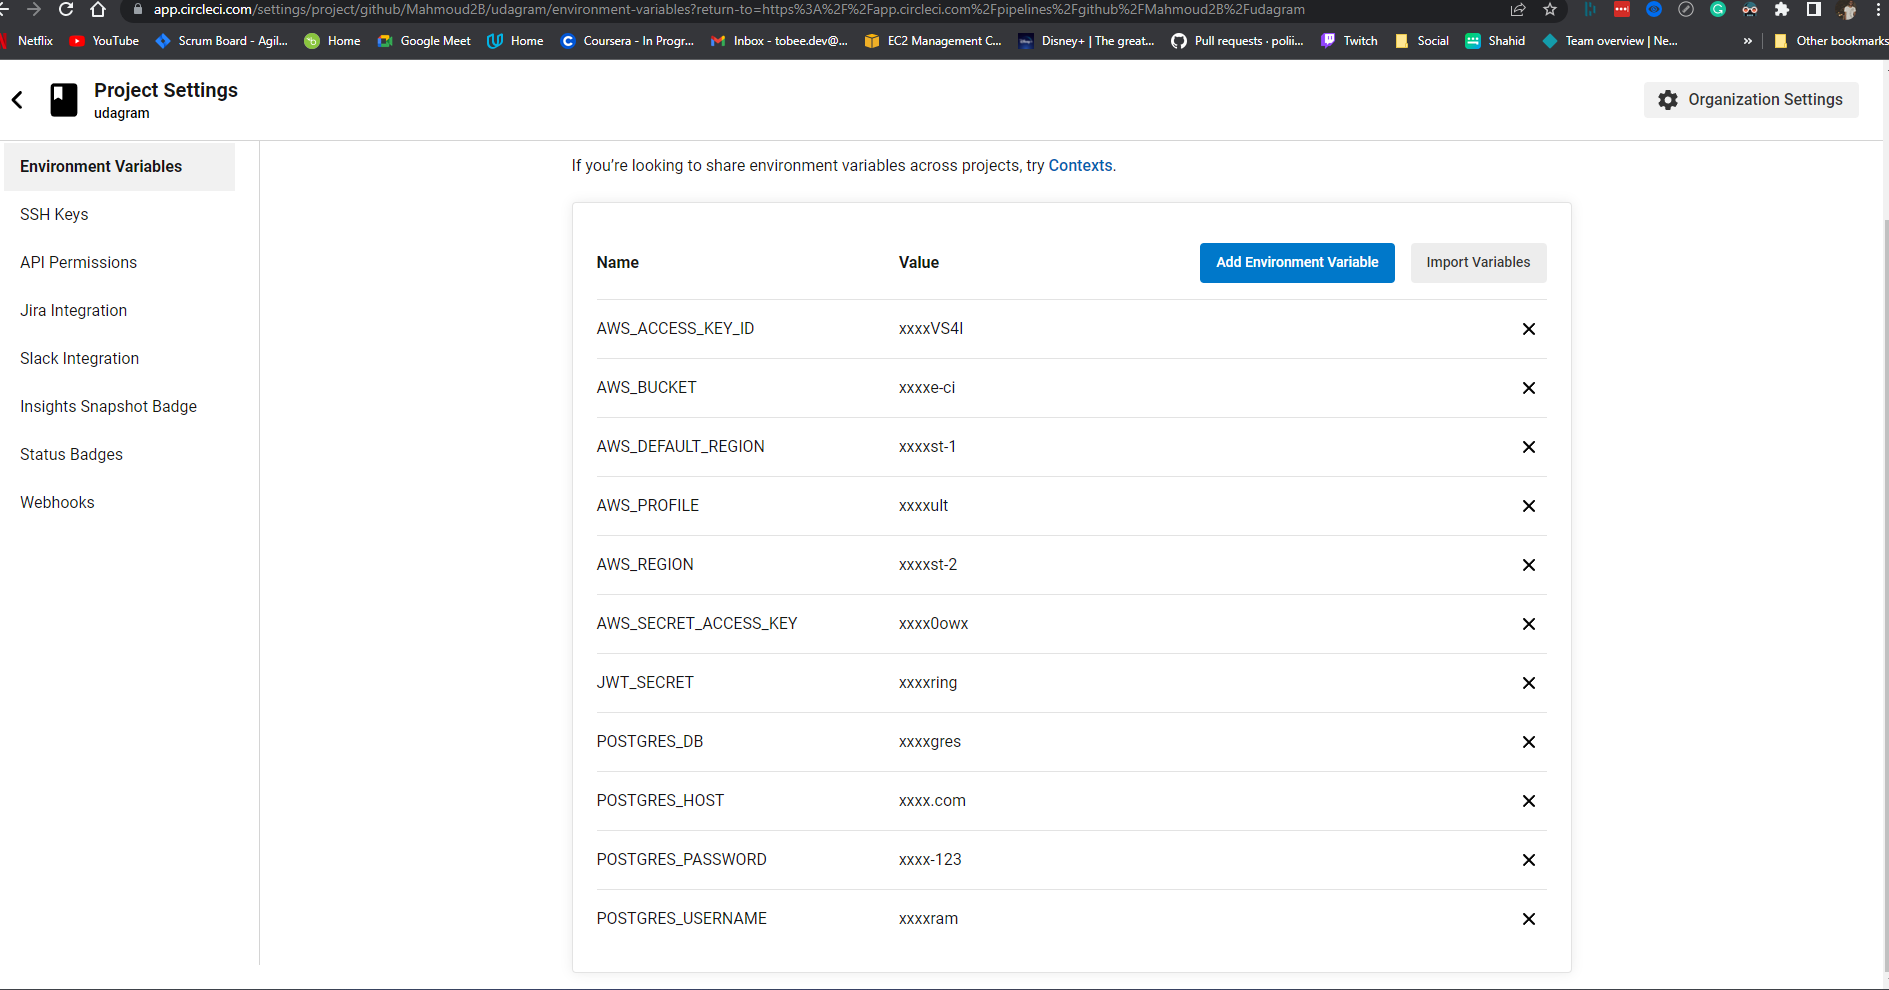 app.circleci.com/settings/project/github/Mahmoud2B/udagram/environment-variables?return-to=https%3A%2F%2Fapp.circleci.com%2Fpipelines%2Fgithub%2FMahmoud2B%2Fudagram
Netflix YouTube Scrum Board - Agil... Home Google Meet Home Coursera - In Progr... Inbox - tobee.dev@... EC2 Management C... Disney+ | The great... Pull requests · polii... Twitch Social Shahid Team overview | Ne... » Other bookmarks
Project Settings
udagram
Organization Settings
Environment Variables
SSH Keys
API Permissions
Jira Integration
Slack Integration
Insights Snapshot Badge
Status Badges
Webhooks
If you’re looking to share environment variables across projects, try Contexts.
Name Value Add Environment Variable Import Variables
AWS_ACCESS_KEY_ID xxxxVS4I
AWS_BUCKET xxxxe-ci
AWS_DEFAULT_REGION xxxxst-1
AWS_PROFILE xxxxult
AWS_REGION xxxxst-2
AWS_SECRET_ACCESS_KEY xxxx0owx
JWT_SECRET xxxxring
POSTGRES_DB xxxxgres
POSTGRES_HOST xxxx.com
POSTGRES_PASSWORD xxxx-123
POSTGRES_USERNAME xxxxram